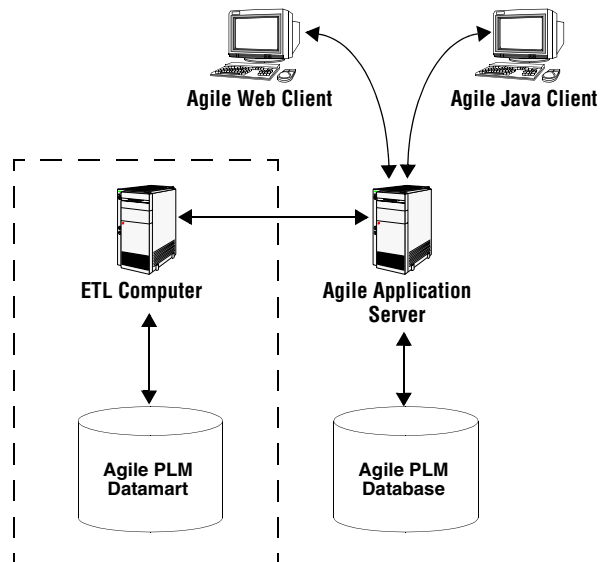 Agile Web Client
Agile Java Client
ETL Computer
Agile Application
Server
Agile PLM
Datamart
Agile PLM
Database